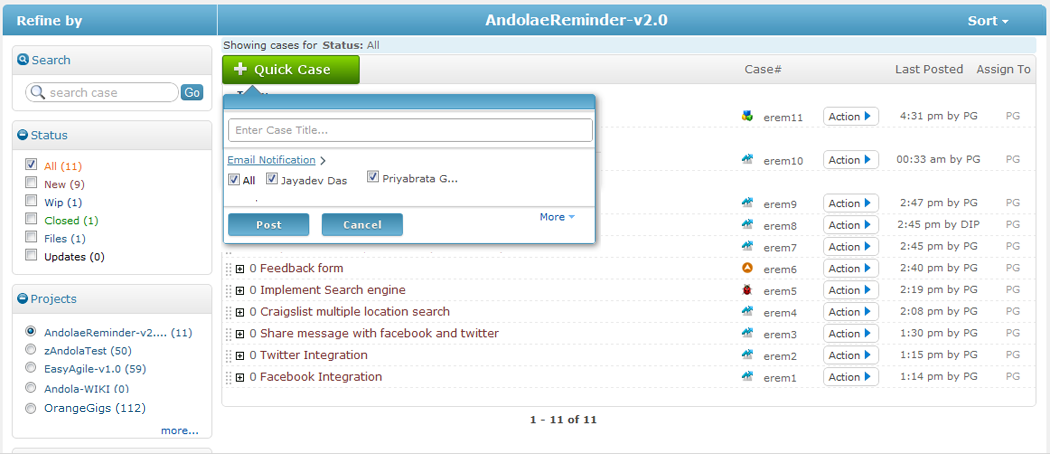 Refine by
AndolaeReminder-v2.0
Sort
Search
search case
Go
Status
All (11)
New (9)
Wip (1)
Closed (1)
Files (1)
Updates (0)
Projects
AndolaeReminder-v2.... (11)
zAndolaTest (50)
EasyAgile-v1.0 (59)
Andola-WIKI (0)
OrangeGigs (112)
more...
Showing cases for Status: All
Quick Case
Case# Last Posted Assign To
Enter Case Title...
Email Notification
All Jayadev Das Priyabrata G...
Post Cancel More
erem11 Action 4:31 pm by PG PG
erem10 Action 00:33 am by PG PG
erem9 Action 2:47 pm by PG PG
erem8 Action 2:45 pm by DIP PG
erem7 Action 2:45 pm by PG PG
0 Feedback form erem6 Action 2:40 pm by PG PG
0 Implement Search engine erem5 Action 2:19 pm by PG PG
0 Craigslist multiple location search erem4 Action 2:08 pm by PG PG
0 Share message with facebook and twitter erem3 Action 1:30 pm by PG PG
0 Twitter Integration erem2 Action 1:15 pm by PG PG
0 Facebook Integration erem1 Action 1:14 pm by PG PG
1 - 11 of 11